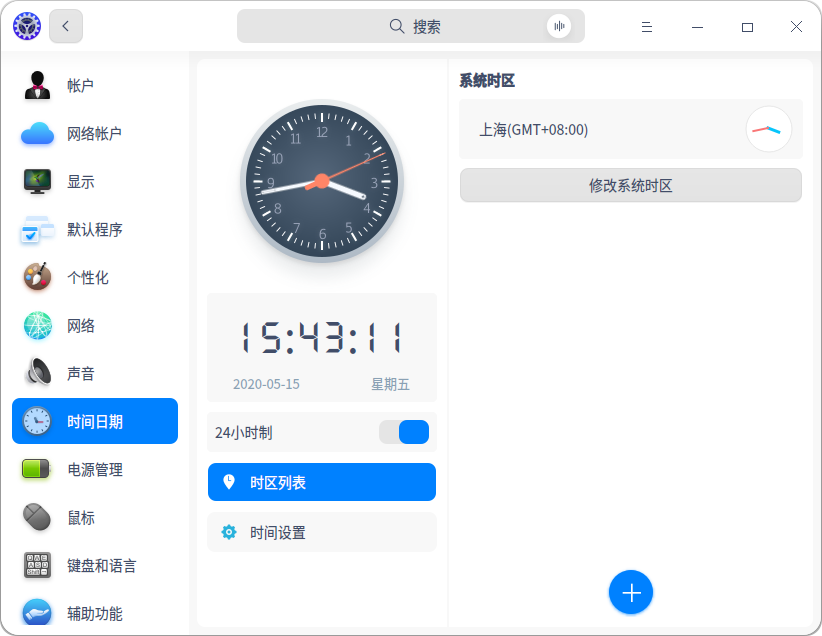 搜索
帐户
网络帐户
显示
默认程序
个性化
网络
声音
时间日期
电源管理
鼠标
键盘和语言
辅助功能
12
1
2
3
4
5
6
7
8
9
10
11
15:43:11
2020-05-15 星期五
24小时制
时区列表
时间设置
系统时区
上海(GMT+08:00)
修改系统时区